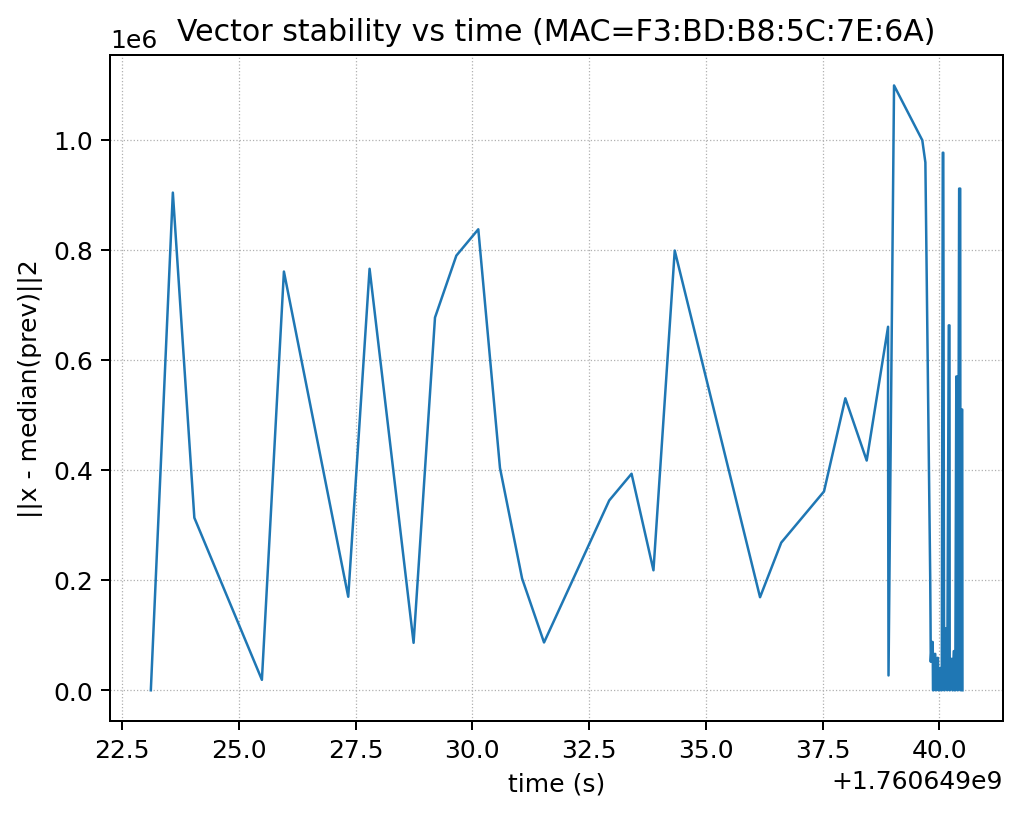 Vector stability vs time (MAC=F3:BD:B8:5C:7E:6A)
1e6
1.0
0.8
0.6
0.4
0.2
0.0
||x - median(prev)||2
22.5 25.0 27.5 30.0 32.5 35.0 37.5 40.0
time (s)
+1.760649e9